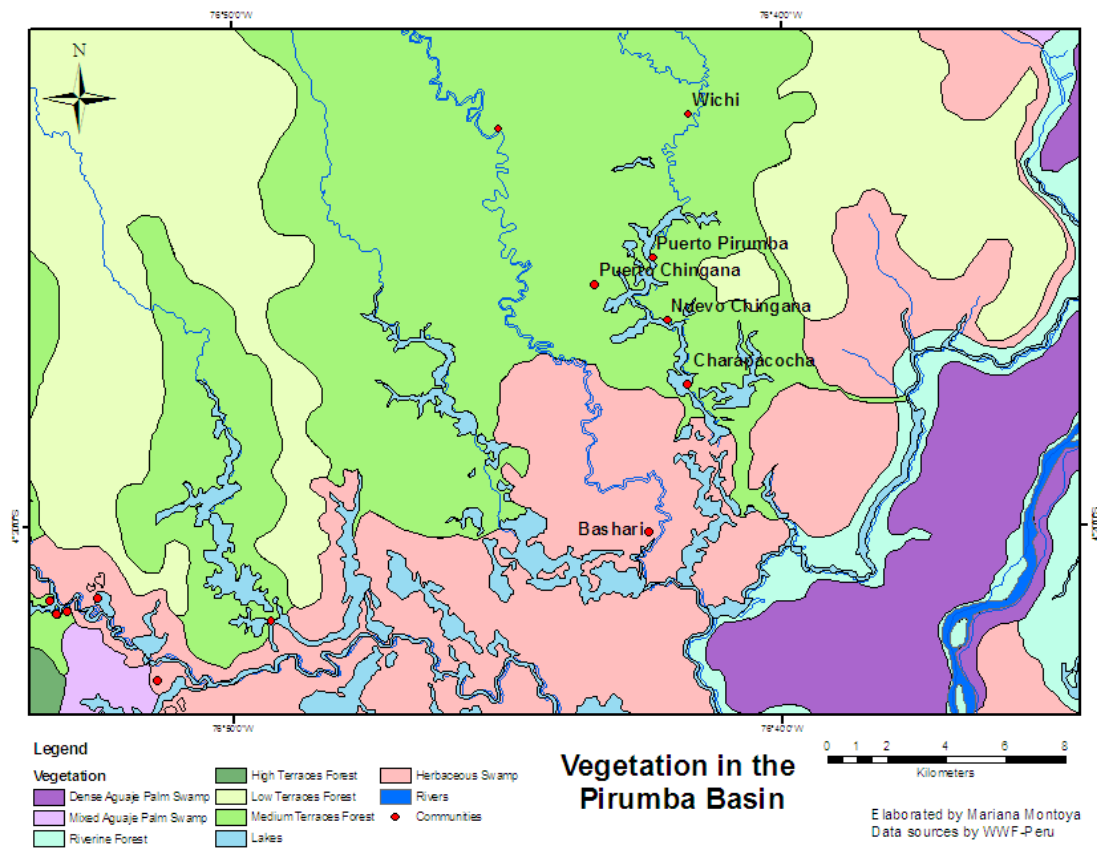 76°50'0"W
76°40'0"W
N
Wichi
Puerto Pirumba
Puerto Chingana
Nuevo Chingana
Charapacocha
Bashari
76°50'0"W
76°40'0"W
Legend
Vegetation
Dense Aguaje Palm Swamp
Mixed Aguaje Palm Swamp
Riverine Forest
High Terraces Forest
Low Terraces Forest
Medium Terraces Forest
Lakes
Herbaceous Swamp
Rivers
Communities
Vegetation in the
Pirumba Basin
0 1 2 4 6 8
Kilometers
Elaborated by Mariana Montoya
Data sources by WWF-Peru